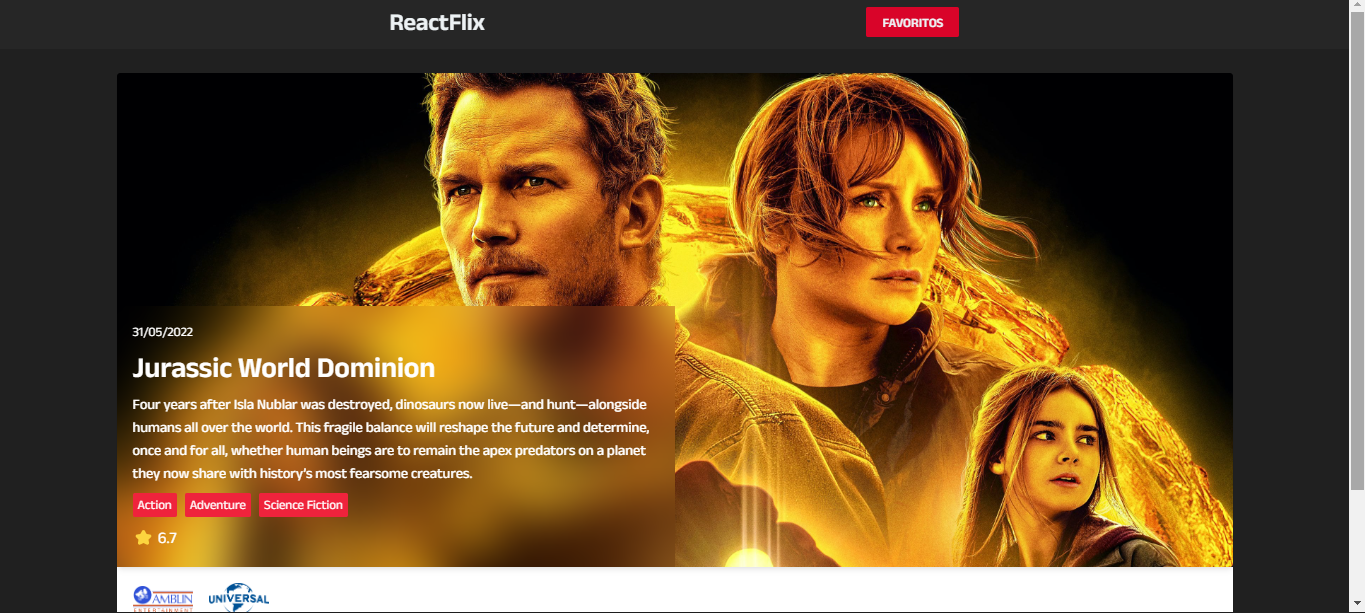 ReactFlix
FAVORITOS
31/05/2022
Jurassic World Dominion
Four years after Isla Nublar was destroyed, dinosaurs now live—and hunt—alongside
humans all over the world. This fragile balance will reshape the future and determine,
once and for all, whether human beings are to remain the apex predators on a planet
they now share with history's most fearsome creatures.
Action Adventure Science Fiction
6.7
AMBLIN UNIVERSAL
ENTERTAINMENT